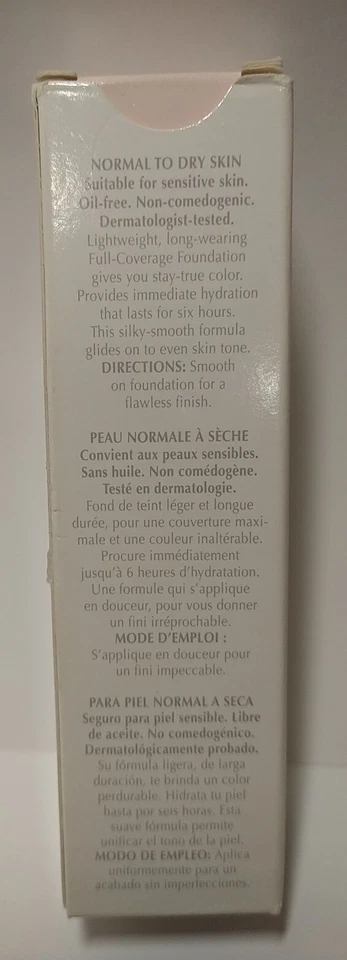 NORMAL TO DRY SKIN
Suitable for sensitive skin.
Oil-free. Non-comedogenic.
Dermatologist-tested.
Lightweight, long-wearing
Full-Coverage Foundation
gives you stay-true color.
Provides immediate hydration
that lasts for six hours.
This silky-smooth formula
glides on to even skin tone.
DIRECTIONS: Smooth
on foundation for a
flawless finish.
PEAU NORMALE À SÈCHE
Convient aux peaux sensibles.
Sans huile. Non comédogène.
Testé en dermatologie.
Fond de teint léger et longue
durée, pour une couverture maxi-
male et une couleur inaltérable.
Procure immédiatement
jusqu'à 6 heures d'hydratation.
Une formule qui s'applique
en douceur, pour vous donner
un fini irréprochable.
MODE D'EMPLOI :
S'applique en douceur pour
un fini impeccable.
PARA PIEL NORMAL A SECA
Seguro para piel sensible. Libre
de aceite. No comedogénico.
Dermatológicamente probado.
Su fórmula ligera, de larga
duración, te brinda un color
perdurable. Hidrata tu piel
hasta por seis horas. Esta
suave fórmula permite
unificar el tono de la piel.
MODO DE EMPLEO: Aplica
uniformemente para un
acabado sin imperfecciones.